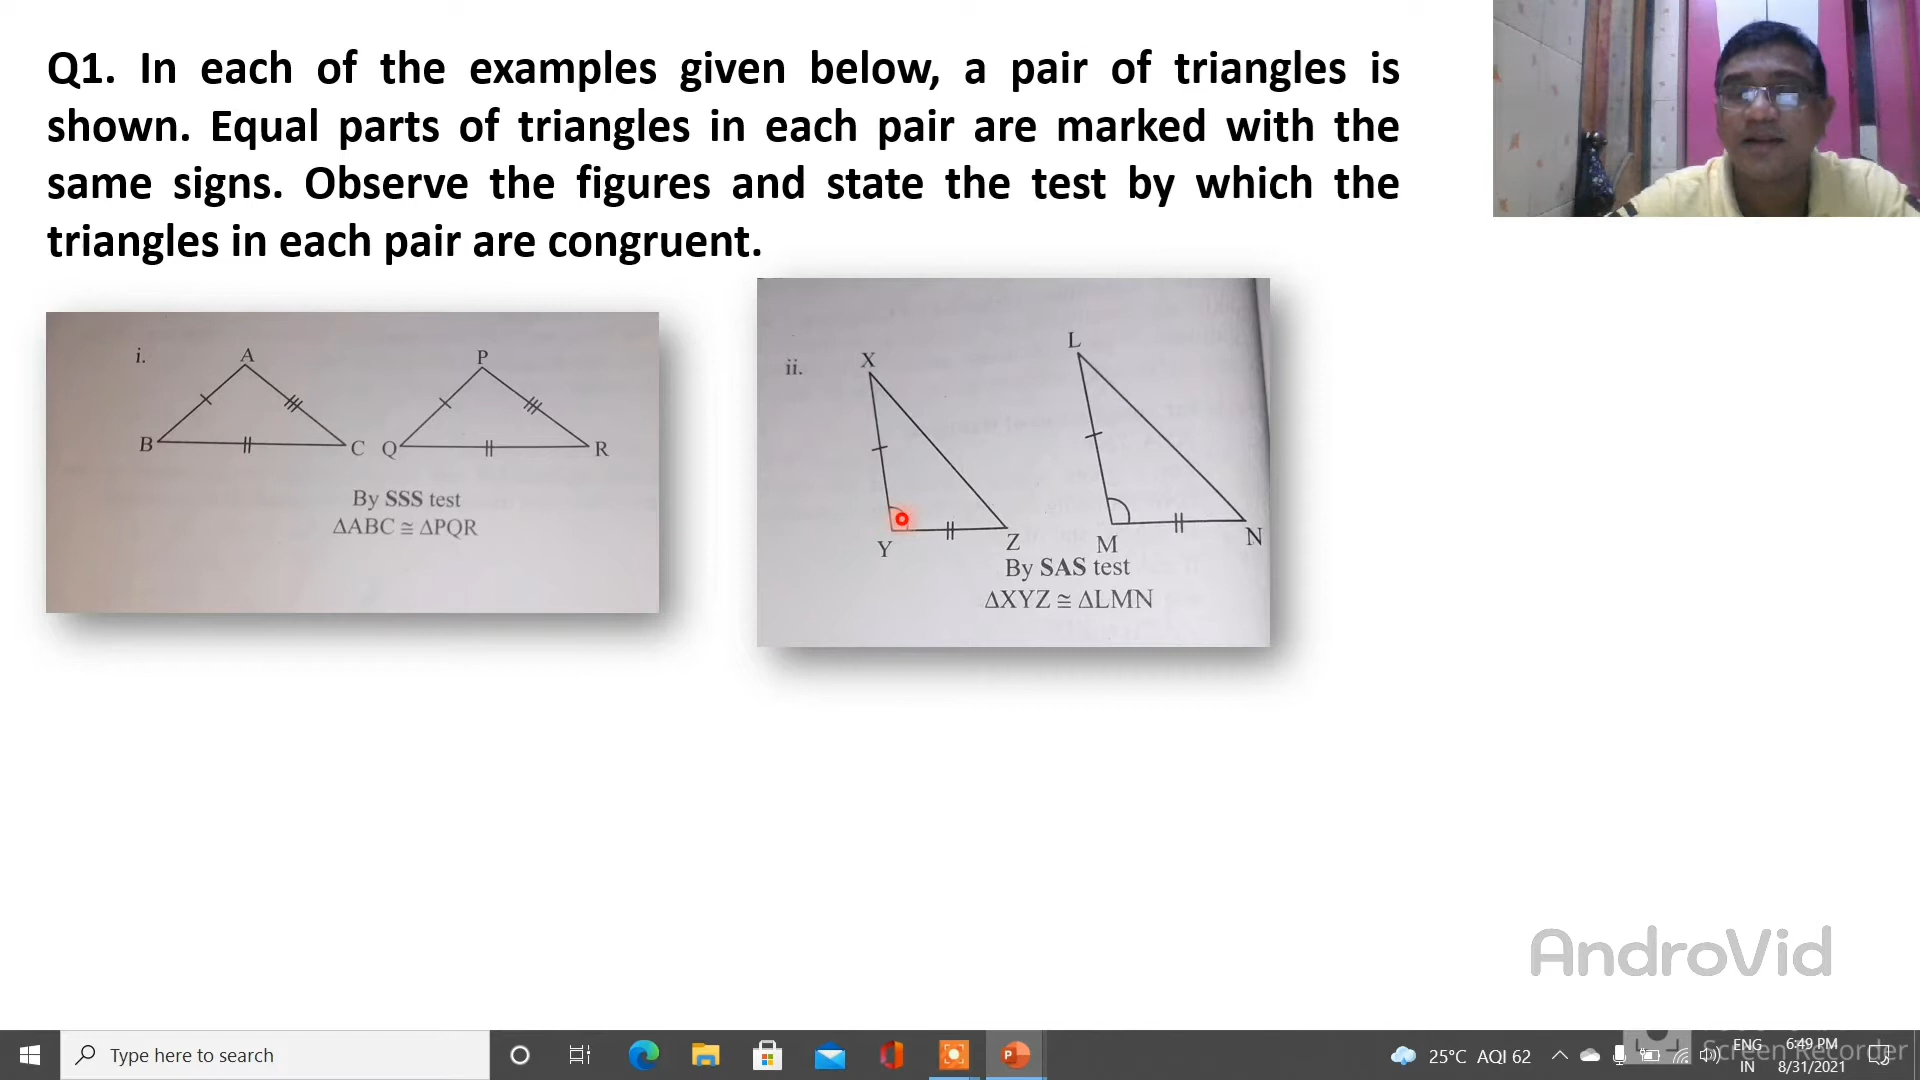 Q1. In each of the examples given below, a pair of triangles is
shown. Equal parts of triangles in each pair are marked with the
same signs. Observe the figures and state the test by which the
triangles in each pair are congruent.
i.
A
P
B
C
Q
R
By SSS test
ΔABC ≅ ΔPQR
ii.
X
L
Y
Z
M
N
By SAS test
ΔXYZ ≅ ΔLMN
AndroVid
Type here to search
25°C AQI 62
ENG
IN
6:49 PM
8/31/2021
Screen Recorder